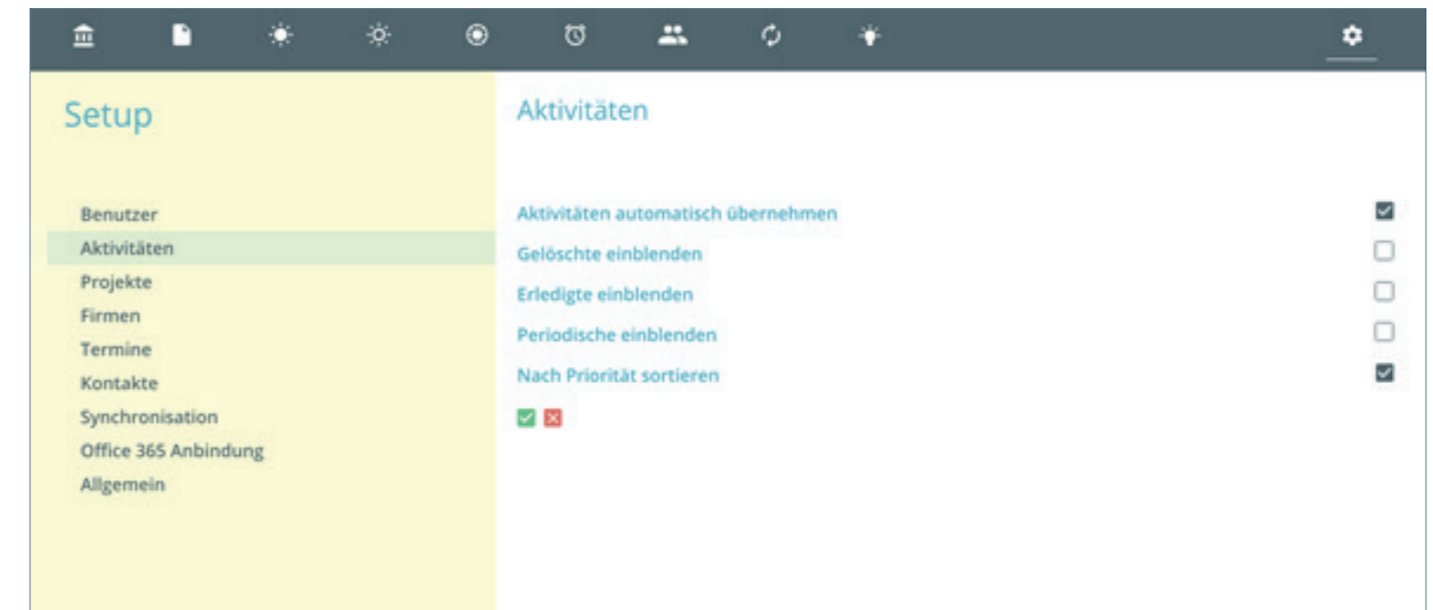 Setup
Aktivitäten
Benutzer
Aktivitäten
Projekte
Firmen
Termine
Kontakte
Synchronisation
Office 365 Anbindung
Allgemein
Aktivitäten automatisch übernehmen
Gelöschte einblenden
Erledigte einblenden
Periodische einblenden
Nach Priorität sortieren